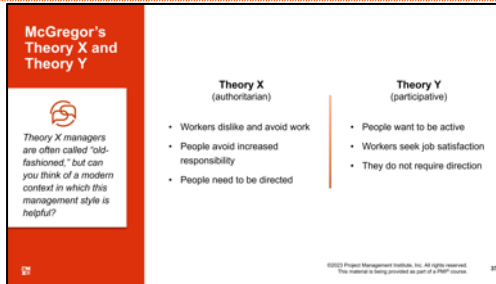 McGregor's
Theory X and
Theory Y
Theory X managers
are often called "old-
fashioned," but can
you think of a modern
context in which this
management style is
helpful?
Theory X
(authoritarian)
• Workers dislike and avoid work
• People avoid increased
responsibility
• People need to be directed
Theory Y
(participative)
• People want to be active
• Workers seek job satisfaction
• They do not require direction
©2023 Project Management Institute, Inc. All rights reserved.
This material is being provided as part of a PMP® course.